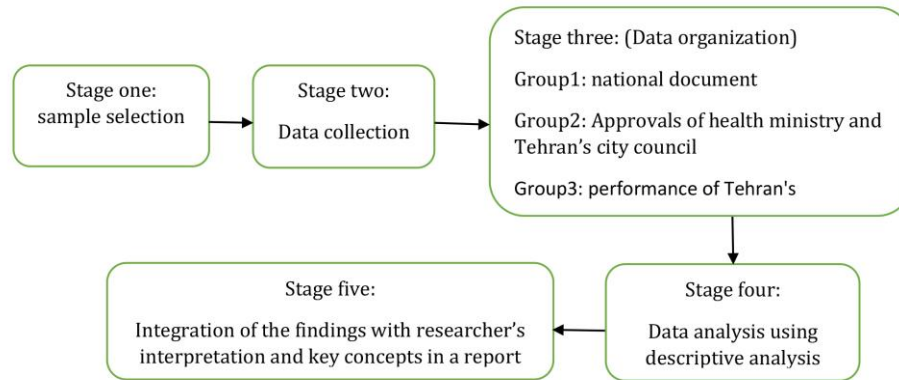 Stage one:
sample selection
Stage two:
Data collection
Stage three: (Data organization)
Group1: national document
Group2: Approvals of health ministry and
Tehran’s city council
Group3: performance of Tehran's
Stage four:
Data analysis using
descriptive analysis
Stage five:
Integration of the findings with researcher’s
interpretation and key concepts in a report